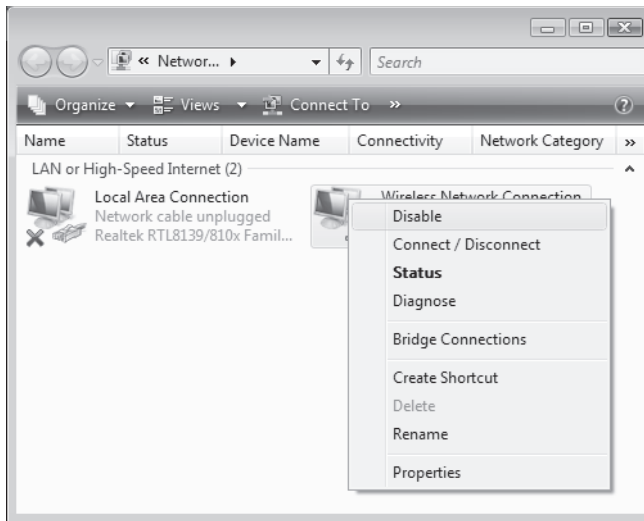 « Networ...
Search
Organize Views Connect To »
Name Status Device Name Connectivity Network Category »
LAN or High-Speed Internet (2)
Local Area Connection
Network cable unplugged
Realtek RTL8139/810x Famil...
Wireless Network Connection
Disable
Connect / Disconnect
Status
Diagnose
Bridge Connections
Create Shortcut
Delete
Rename
Properties